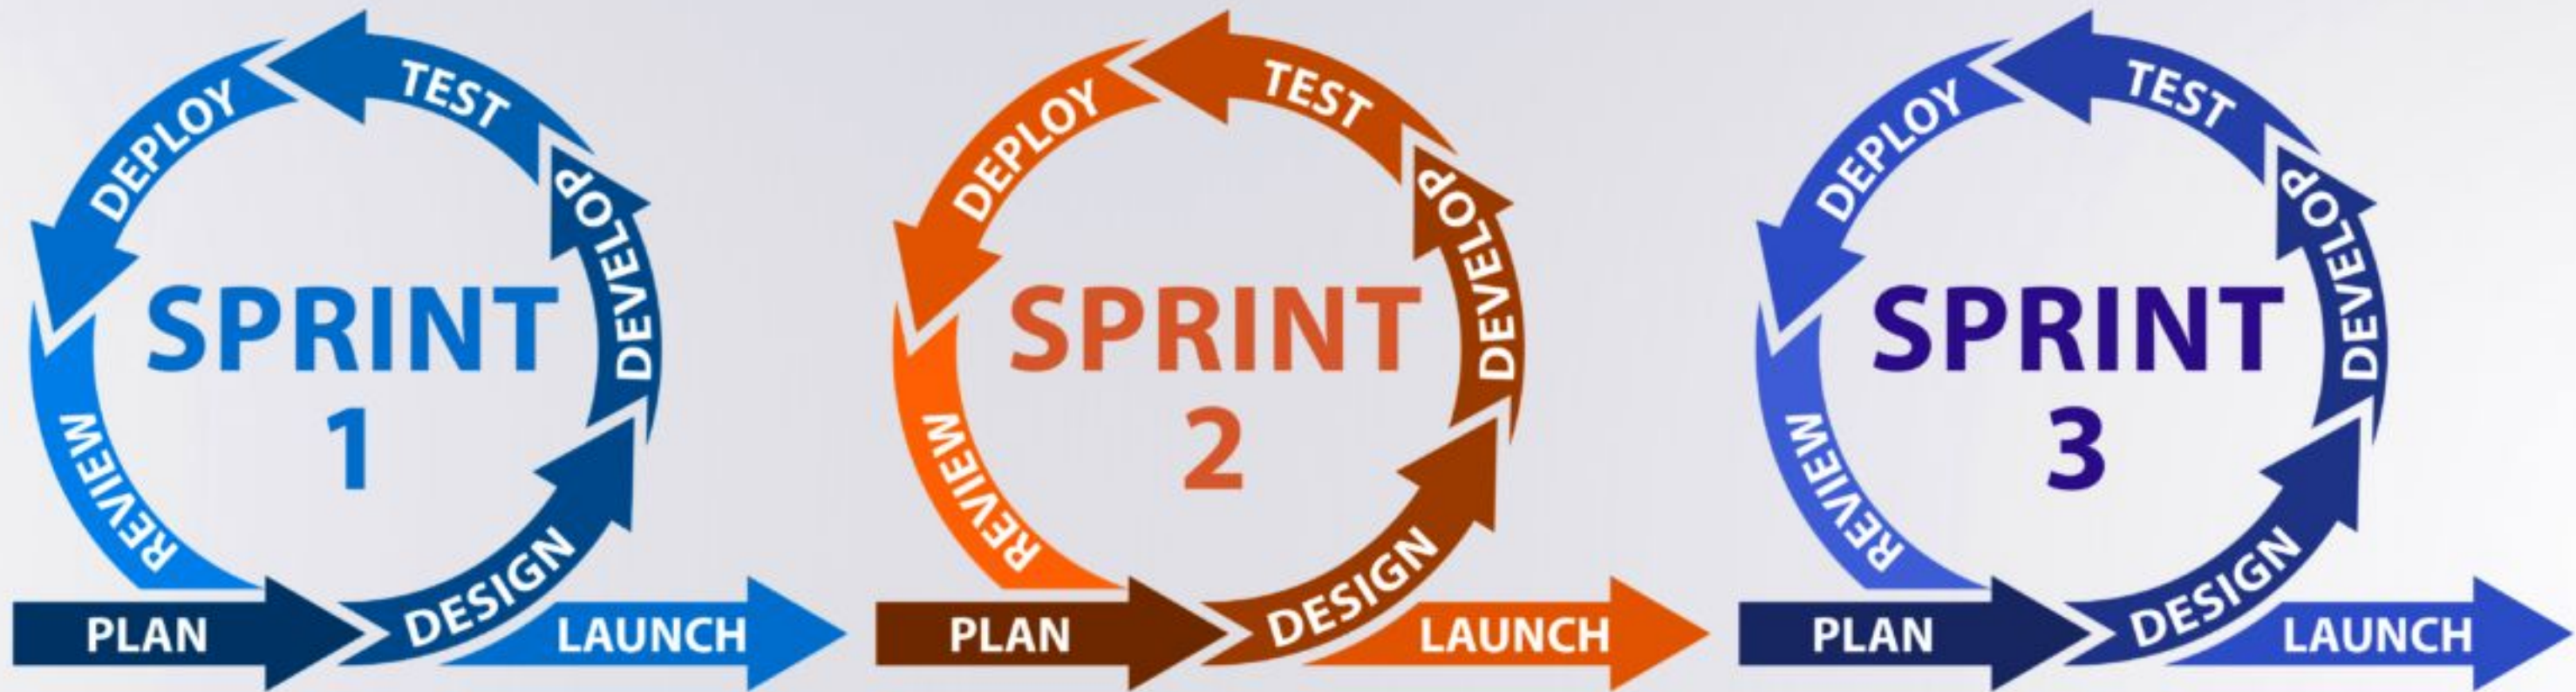 SPRINT
1
PLAN
DESIGN
DEVELOP
TEST
DEPLOY
REVIEW
LAUNCH
SPRINT
2
PLAN
DESIGN
DEVELOP
TEST
DEPLOY
REVIEW
LAUNCH
SPRINT
3
PLAN
DESIGN
DEVELOP
TEST
DEPLOY
REVIEW
LAUNCH